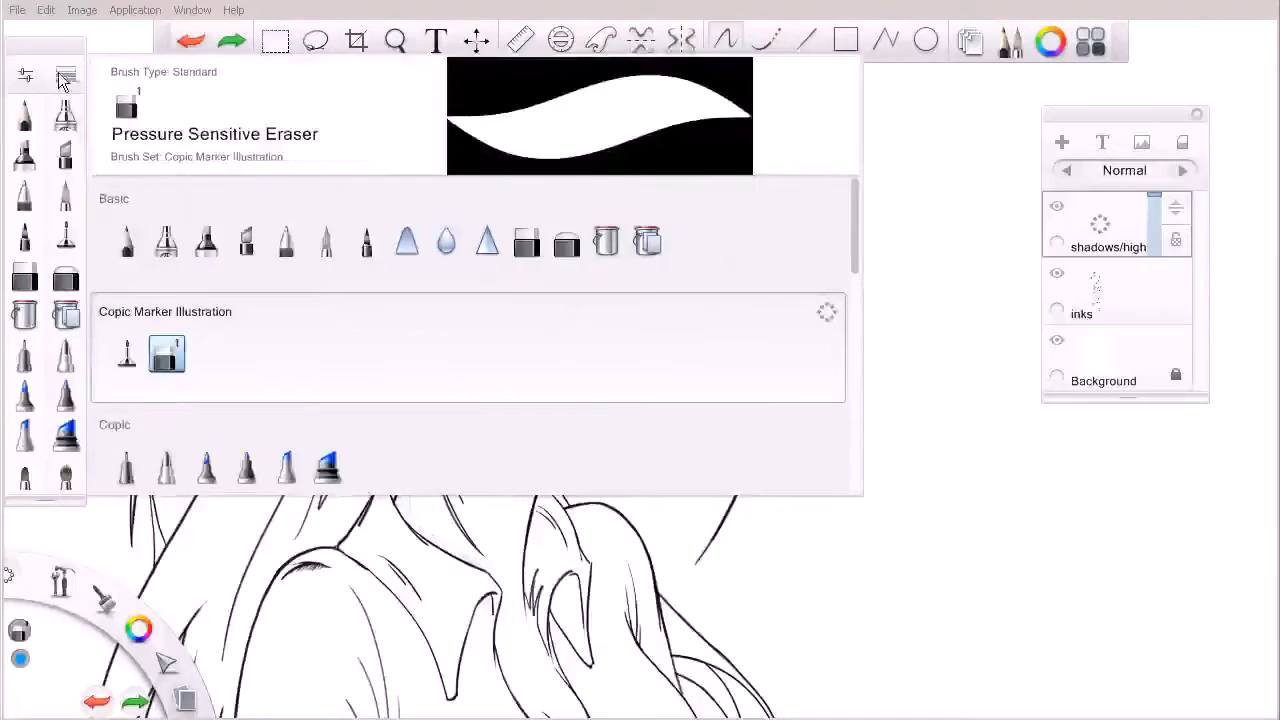 File Edit Image Application Window Help
T
Brush Type: Standard
1
Pressure Sensitive Eraser
Brush Set: Copic Marker Illustration
Basic
Copic Marker Illustration
1
Copic
T
Normal
shadows/high
inks
Background